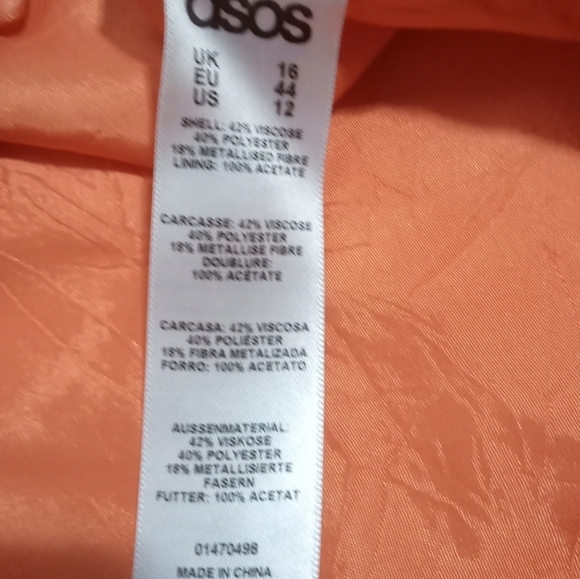 asos
UK 16
EU 44
US 12
SHELL: 42% VISCOSE
40% POLYESTER
18% METALLISED FIBRE
LINING: 100% ACETATE
CARCASSE: 42% VISCOSE
40% POLYESTER
18% METALLISE FIBRE
DOUBLURE:
100% ACÉTATE
CARCASA: 42% VISCOSA
40% POLIÉSTER
18% FIBRA METALIZADA
FORRO: 100% ACETATO
AUSSENMATERIAL:
42% VISKOSE
40% POLYESTER
18% METALLISIERTE
FASERN
FUTTER: 100% ACETAT
01470498
MADE IN CHINA